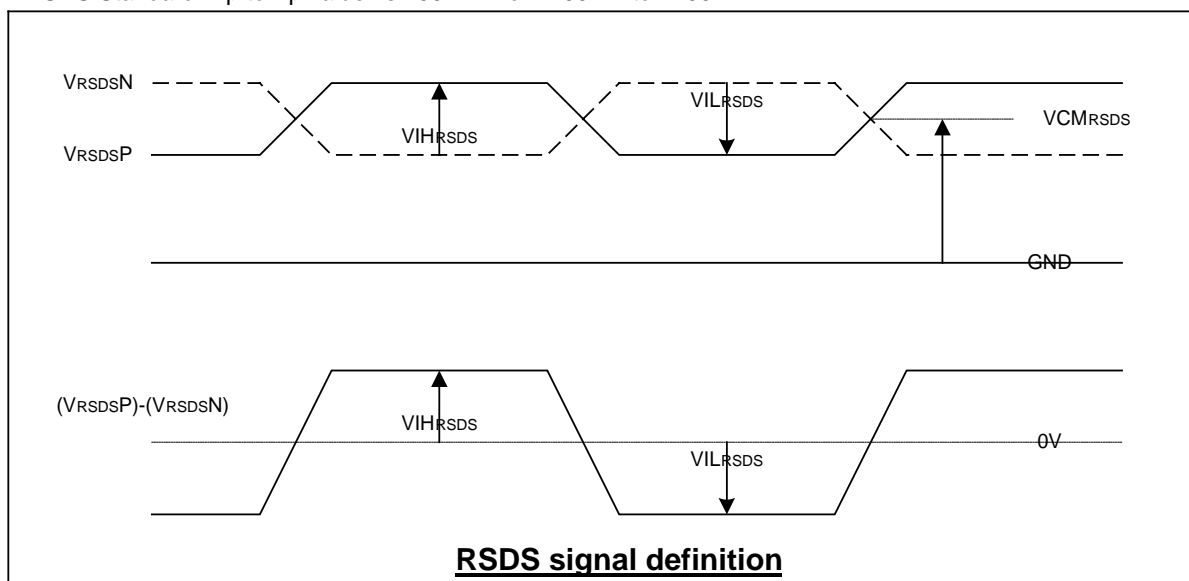 VRSDSN
VILRSDS
VCMRSDS
VIHRSDS
VRSDSP
GND
(VRSDSP)-(VRSDSN)
VIHRSDS
0V
VILRSDS
RSDS signal definition